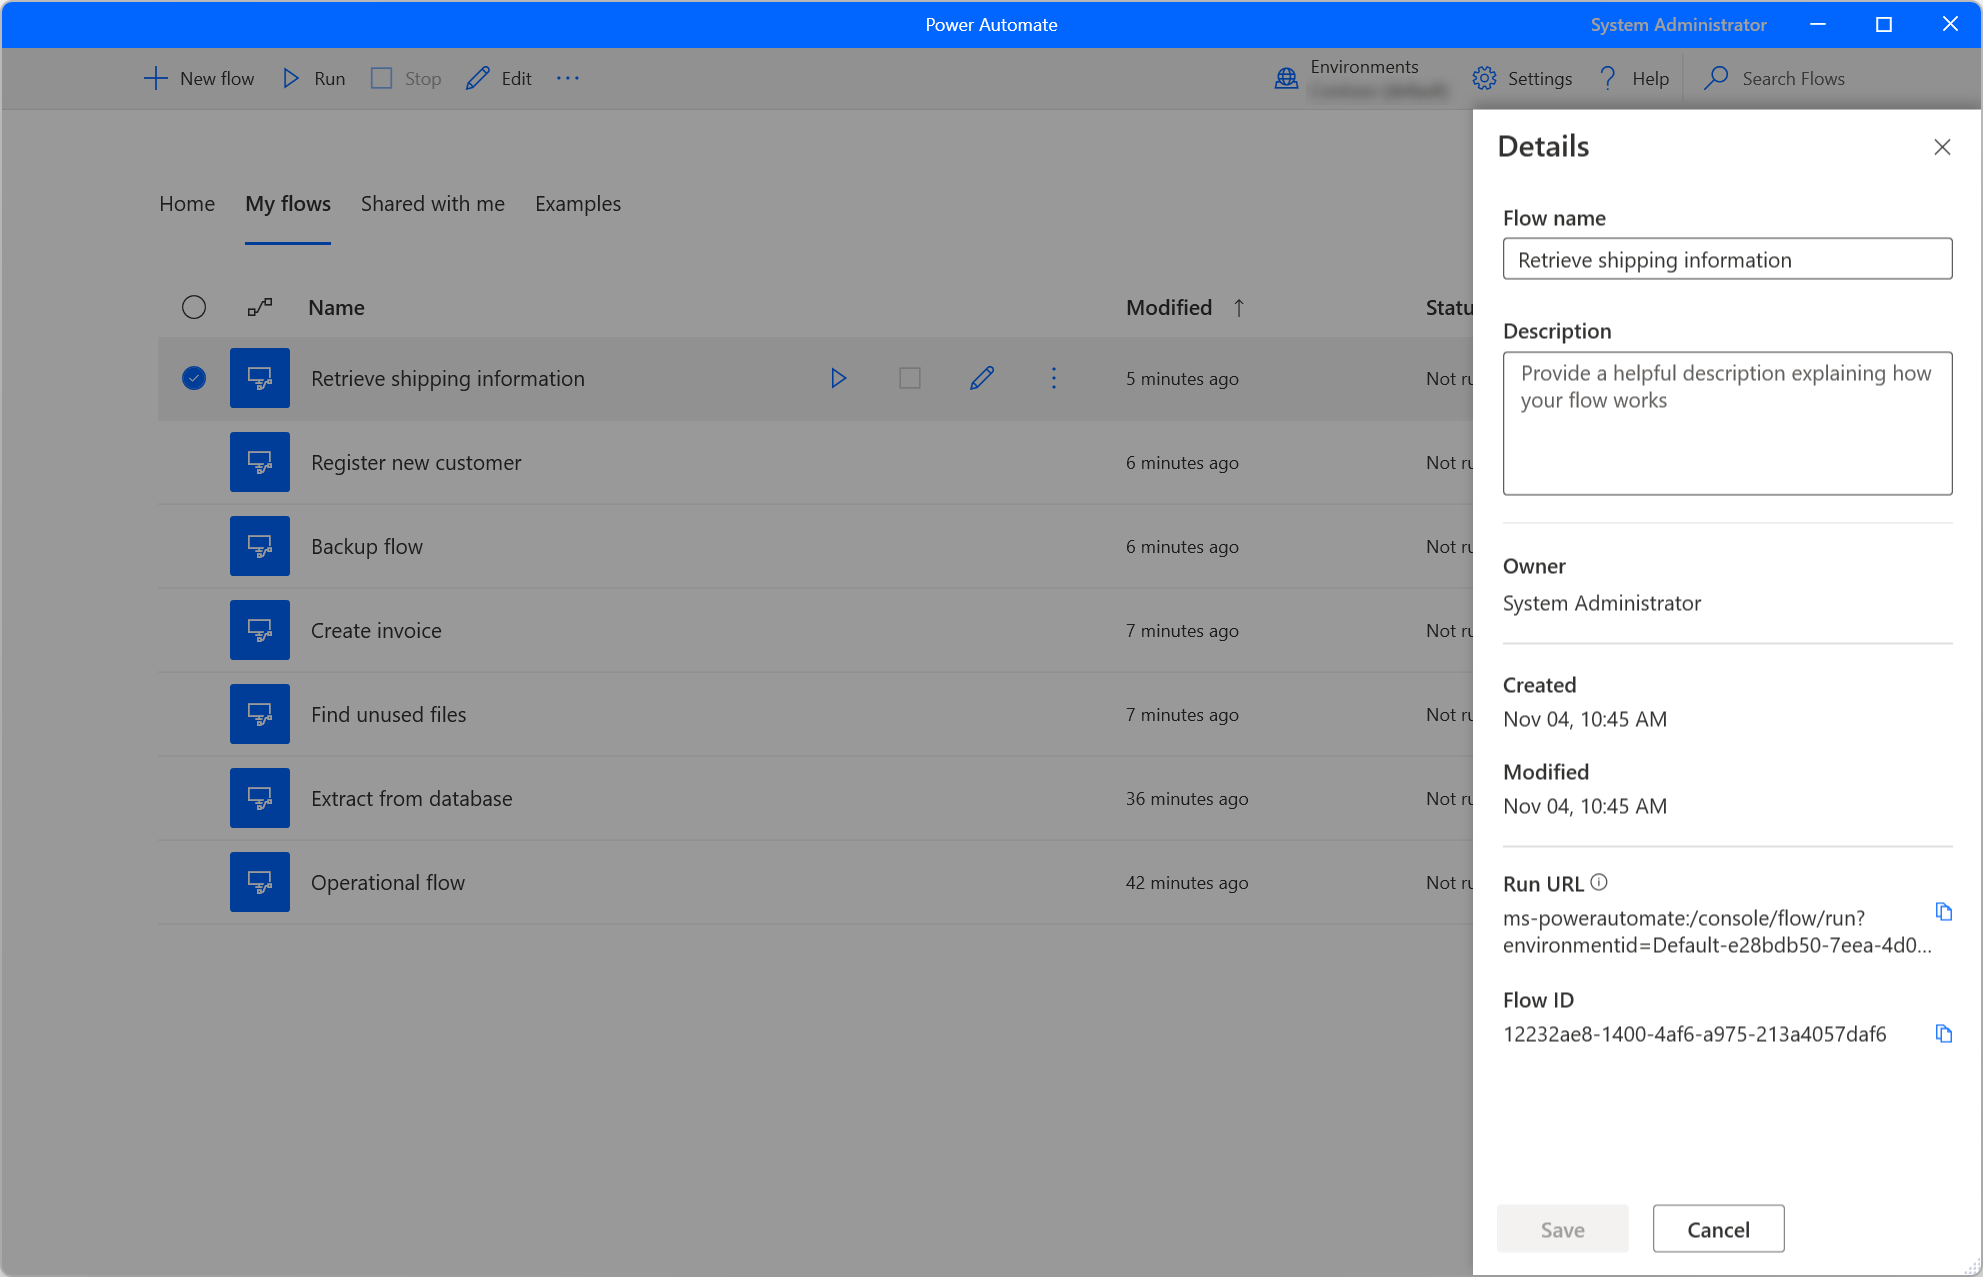 Power Automate
System Administrator
New flow
Run
Stop
Edit
Environments
Settings
Help
Search Flows
Home
My flows
Shared with me
Examples
Name
Modified
Statu
Retrieve shipping information
5 minutes ago
Not ru
Register new customer
6 minutes ago
Not ru
Backup flow
6 minutes ago
Not ru
Create invoice
7 minutes ago
Not ru
Find unused files
7 minutes ago
Not ru
Extract from database
36 minutes ago
Not ru
Operational flow
42 minutes ago
Not ru
Details
Flow name
Retrieve shipping information
Description
Provide a helpful description explaining how
your flow works
Owner
System Administrator
Created
Nov 04, 10:45 AM
Modified
Nov 04, 10:45 AM
Run URL
ms-powerautomate:/console/flow/run?
environmentid=Default-e28bdb50-7eea-4d0...
Flow ID
12232ae8-1400-4af6-a975-213a4057daf6
Save
Cancel